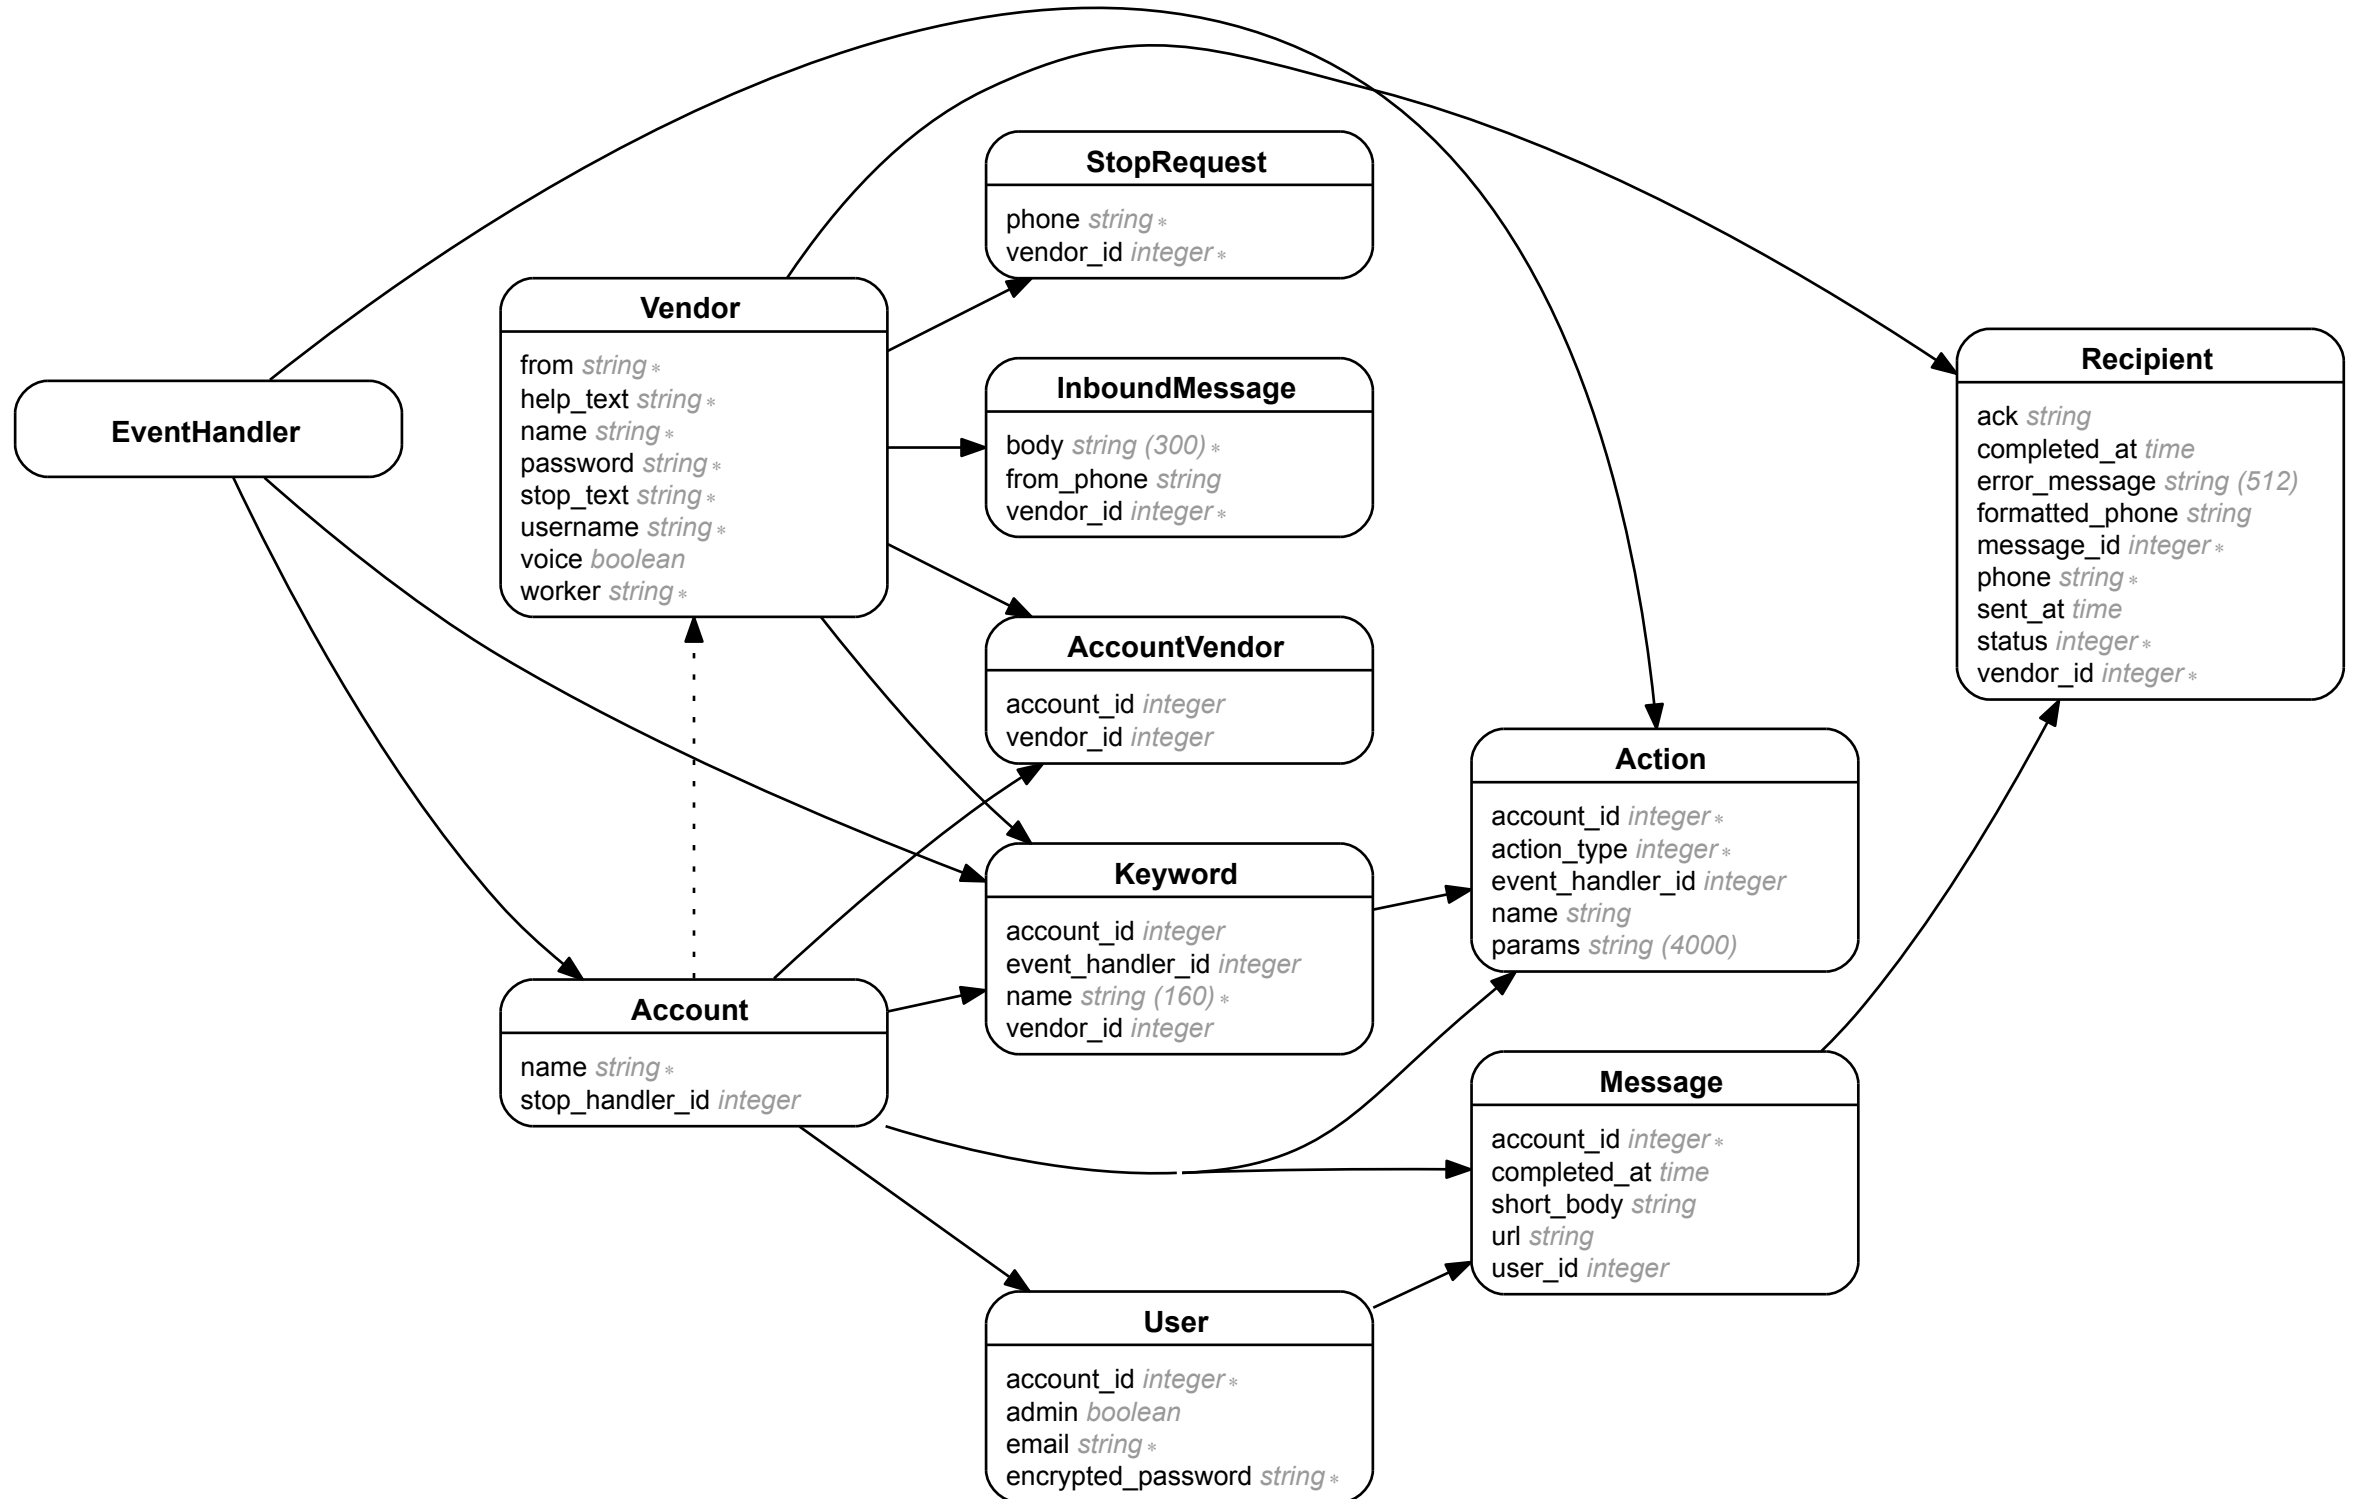 EventHandler
Vendor
from string *
help_text string *
name string *
password string *
stop_text string *
username string *
voice boolean
worker string *
Account
name string *
stop_handler_id integer
StopRequest
phone string *
vendor_id integer *
InboundMessage
body string (300) *
from_phone string
vendor_id integer *
AccountVendor
account_id integer
vendor_id integer
Keyword
account_id integer
event_handler_id integer
name string (160) *
vendor_id integer
User
account_id integer *
admin boolean
email string *
encrypted_password string *
Action
account_id integer *
action_type integer *
event_handler_id integer
name string
params string (4000)
Message
account_id integer *
completed_at time
short_body string
url string
user_id integer
Recipient
ack string
completed_at time
error_message string (512)
formatted_phone string
message_id integer *
phone string *
sent_at time
status integer *
vendor_id integer *